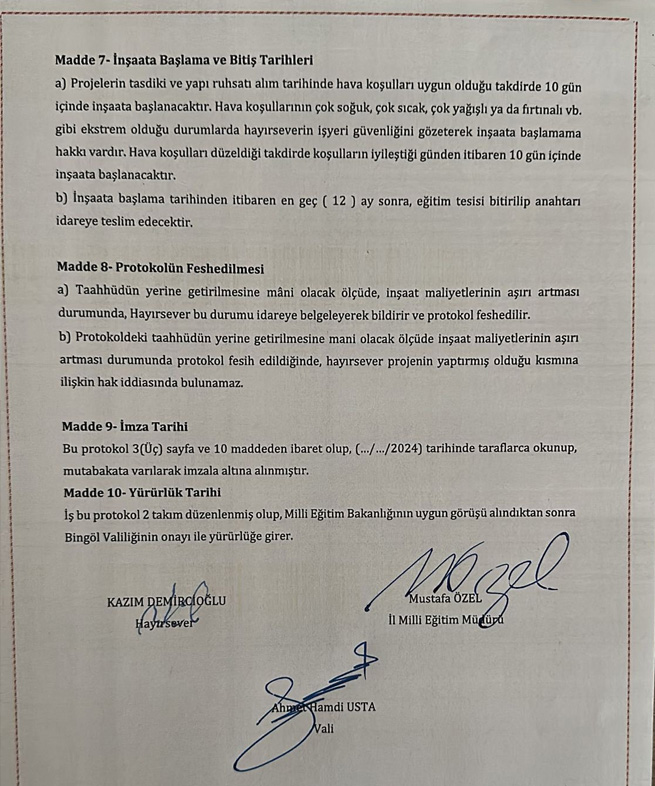 Madde 7- İnşaata Başlama ve Bitiş Tarihleri
a) Projelerin tasdiki ve yapı ruhsatı alım tarihinde hava koşulları uygun olduğu takdirde 10 gün
içinde inşaata başlanacaktır. Hava koşullarının çok soğuk, çok sıcak, çok yağışlı ya da fırtınalı vb.
gibi ekstrem olduğu durumlarda hayırseverin işyeri güvenliğini gözeterek inşaata başlamama
hakkı vardır. Hava koşulları düzeldiği takdirde koşulların iyileştiği günden itibaren 10 gün içinde
inşaata başlanacaktır.
b) İnşaata başlama tarihinden itibaren en geç ( 12 ) ay sonra, eğitim tesisi bitirilip anahtarı
idareye teslim edecektir.
Madde 8- Protokolün Feshedilmesi
a) Taahhüdün yerine getirilmesine mâni olacak ölçüde, inşaat maliyetlerinin aşırı artması
durumunda, Hayırsever bu durumu idareye belgeleyerek bildirir ve protokol feshedilir.
b) Protokoldeki taahhüdün yerine getirilmesine mani olacak ölçüde inşaat maliyetlerinin aşırı
artması durumunda protokol fesih edildiğinde, hayırsever projenin yaptırmış olduğu kısmına
ilişkin hak iddiasında bulunamaz.
Madde 9- İmza Tarihi
Bu protokol 3(Üç) sayfa ve 10 maddeden ibaret olup, (.../.../2024) tarihinde taraflarca okunup,
mutabakata varılarak imzala altına alınmıştır.
Madde 10- Yürürlük Tarihi
İş bu protokol 2 takım düzenlenmiş olup, Milli Eğitim Bakanlığının uygun görüşü alındıktan sonra
Bingöl Valiliğinin onayı ile yürürlüğe girer.
KAZIM DEMİRCİOĞLU
Hayırsever
Mustafa ÖZEL
İl Milli Eğitim Müdürü
Ahmet Hamdi USTA
Vali